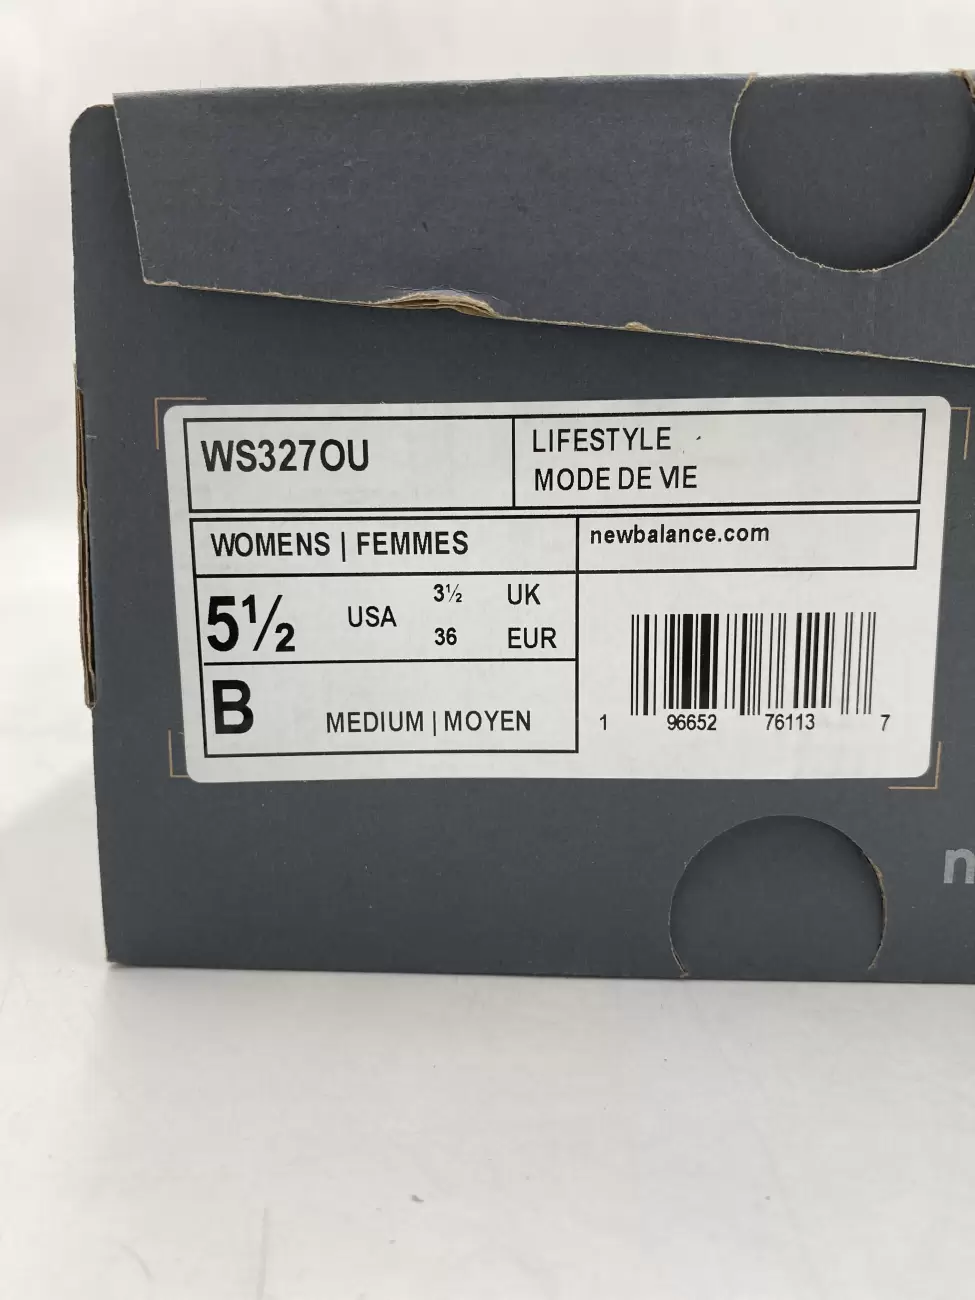 WS327OU
LIFESTYLE
MODE DE VIE
WOMENS | FEMMES
newbalance.com
5½ USA 3½ UK
36 EUR
B MEDIUM | MOYEN
1 96652 76113 7
n